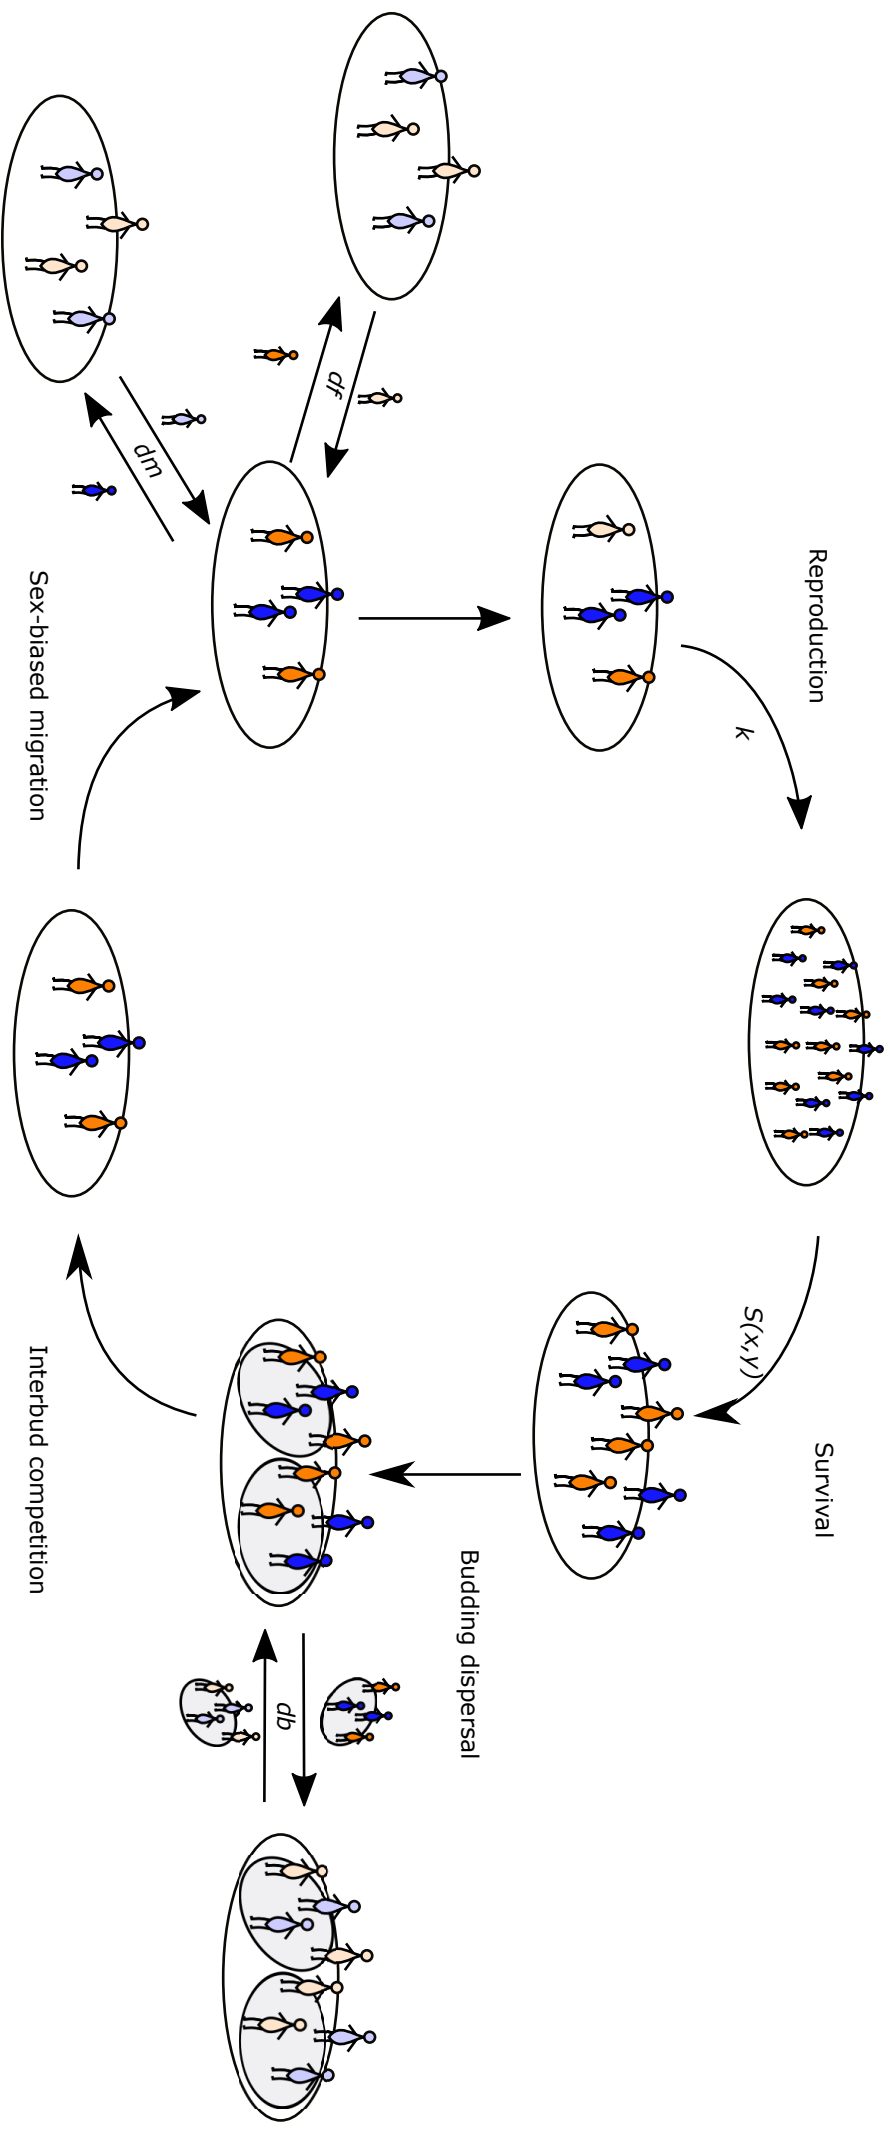 Reproduction
k
S(x,y)
Survival
df
dm
Sex-biased migration
Budding dispersal
db
Interbud competition